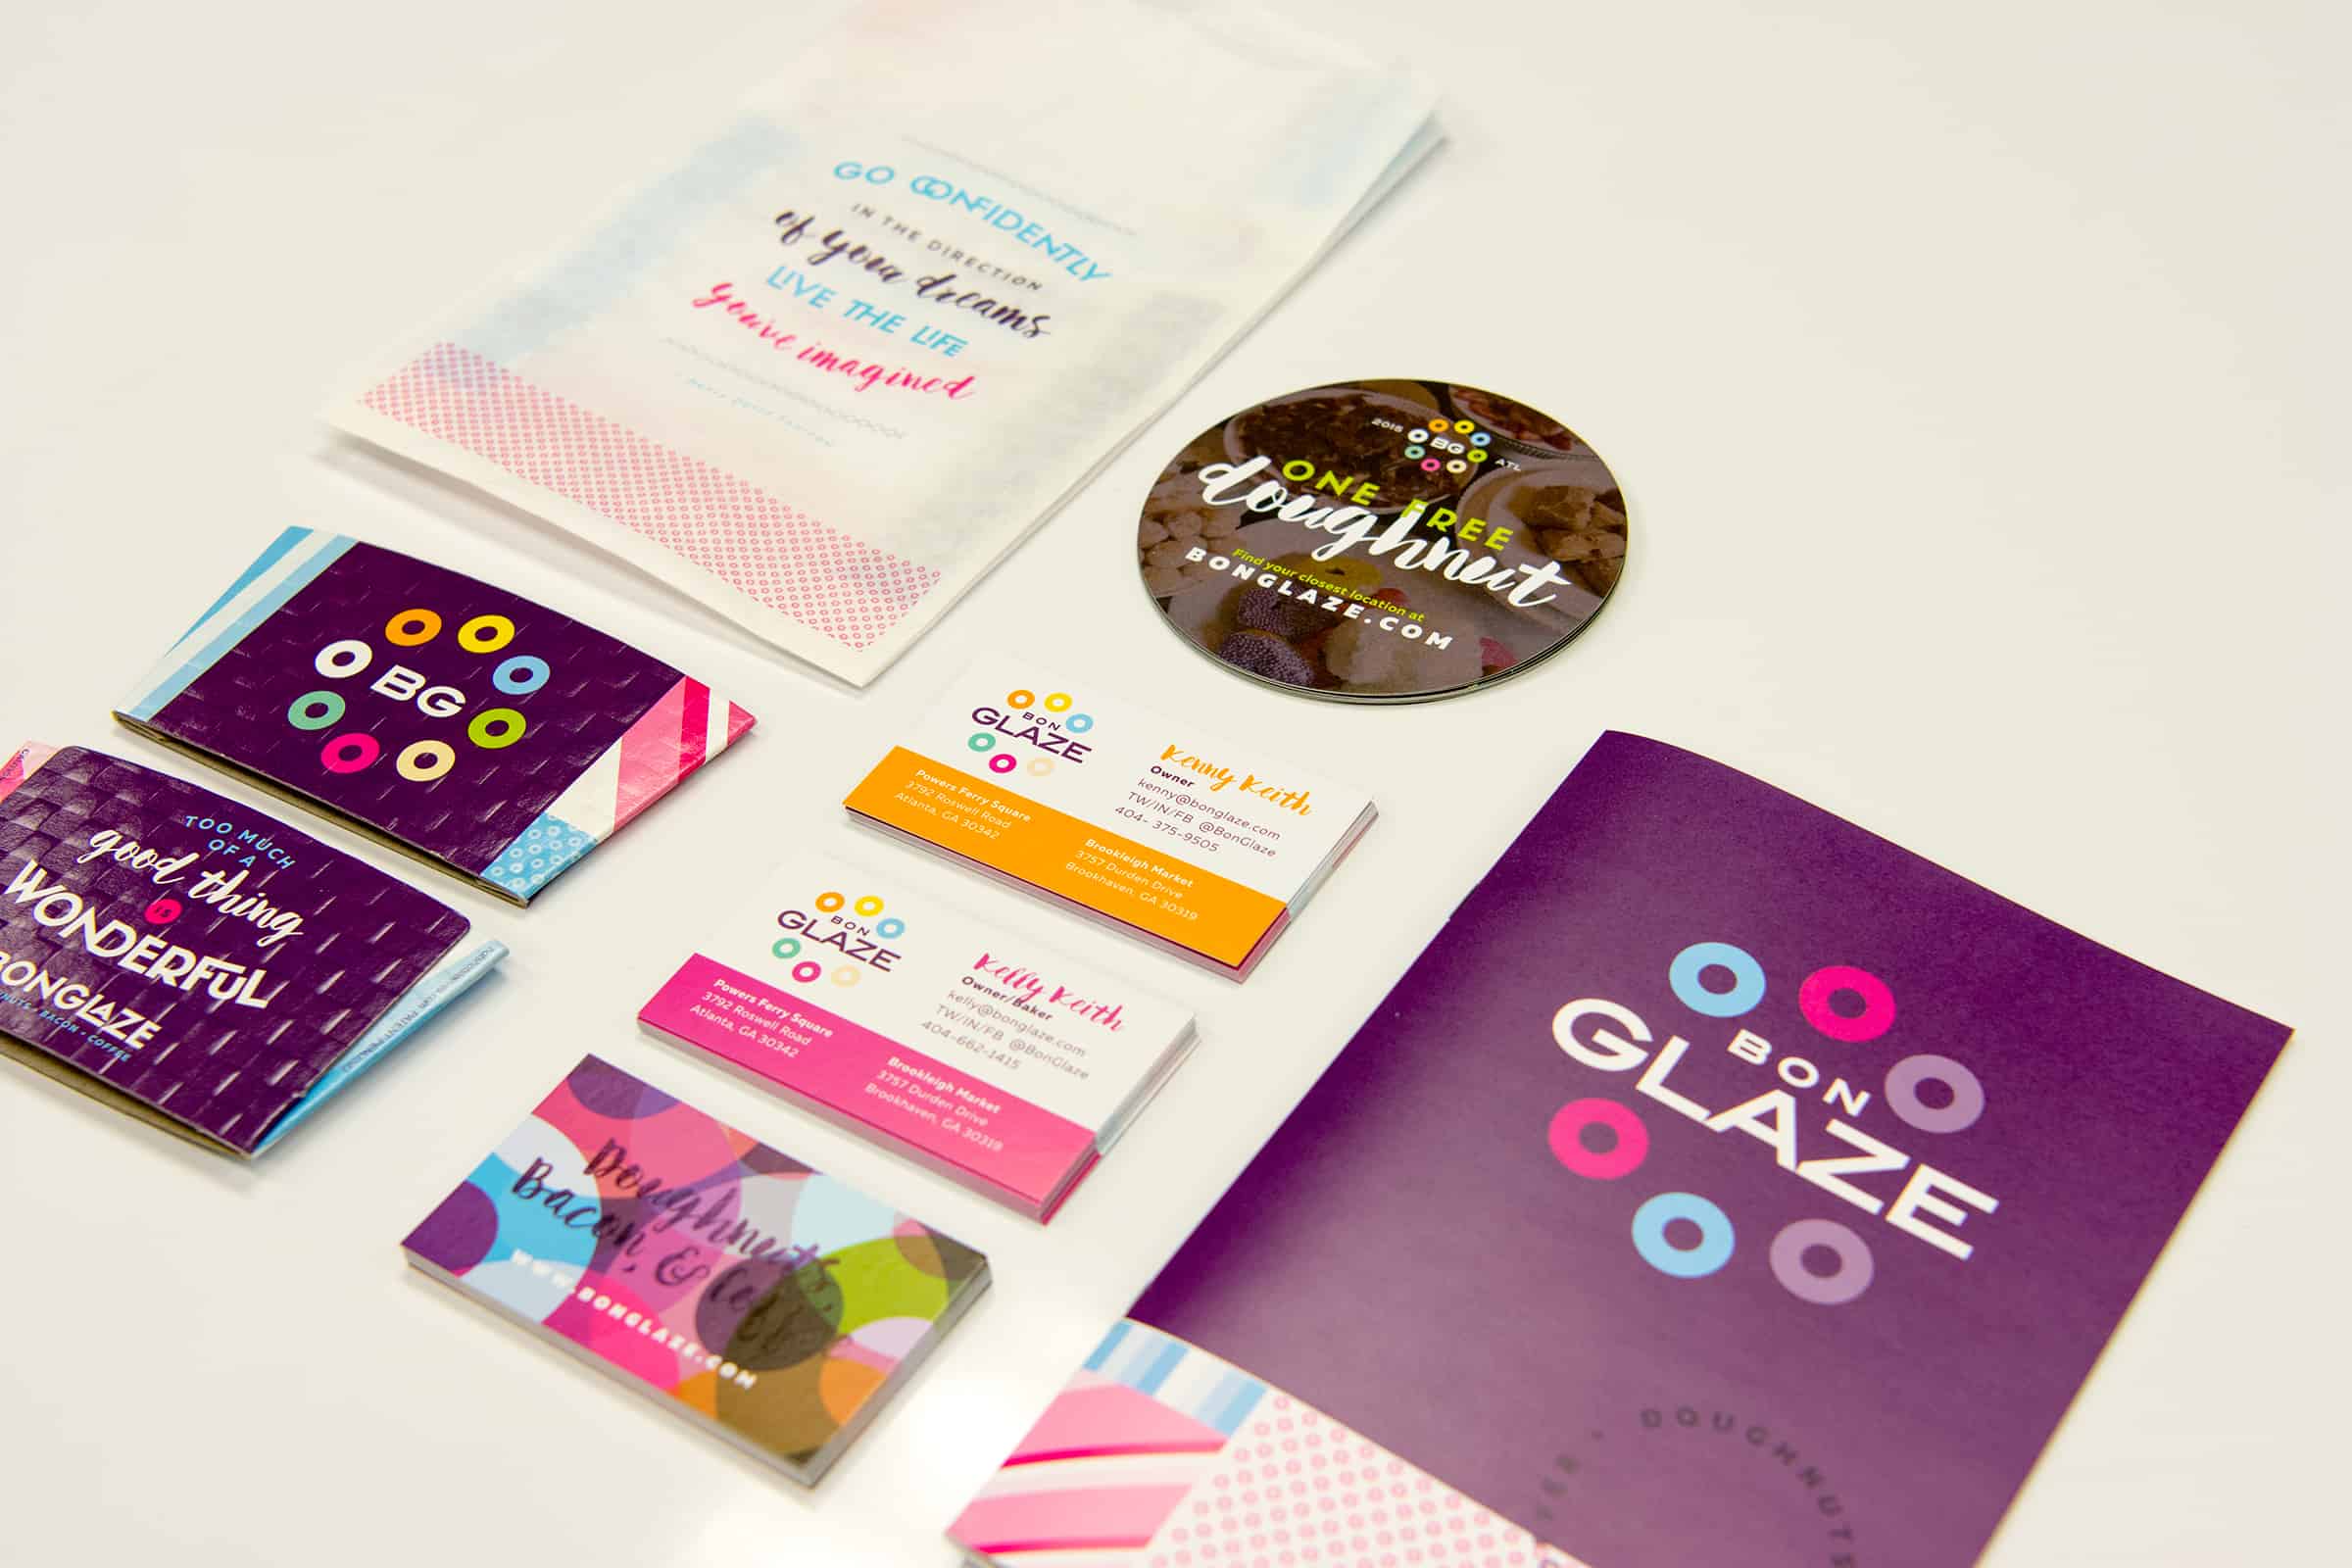 GO CONFIDENTLY
IN THE DIRECTION
of your dreams
LIVE THE LIFE
you've imagined
2015 BG ATL
ONE FREE
doughnut
Find your closest location at
BONGLAZE.COM
BG
TOO MUCH
OF A
good thing
IS
WONDERFUL
BONGLAZE
BACON • COFFEE
BON
GLAZE
Kenny Keith
Owner
kenny@bonglaze.com
TW/IN/FB @BonGlaze
404- 375-9505
Powers Ferry Square
3792 Roswell Road
Atlanta, GA 30342
Brookleigh Market
3757 Durden Drive
Brookhaven, GA 30319
BON
GLAZE
Kelly Keith
Owner/Baker
kelly@bonglaze.com
TW/IN/FB @BonGlaze
404-662-1415
Powers Ferry Square
3792 Roswell Road
Atlanta, GA 30342
Brookleigh Market
3757 Durden Drive
Brookhaven, GA 30319
Doughnuts,
Bacon, & Coffee
WWW.BONGLAZE.COM
BON
GLAZE
DOUGHNUTS